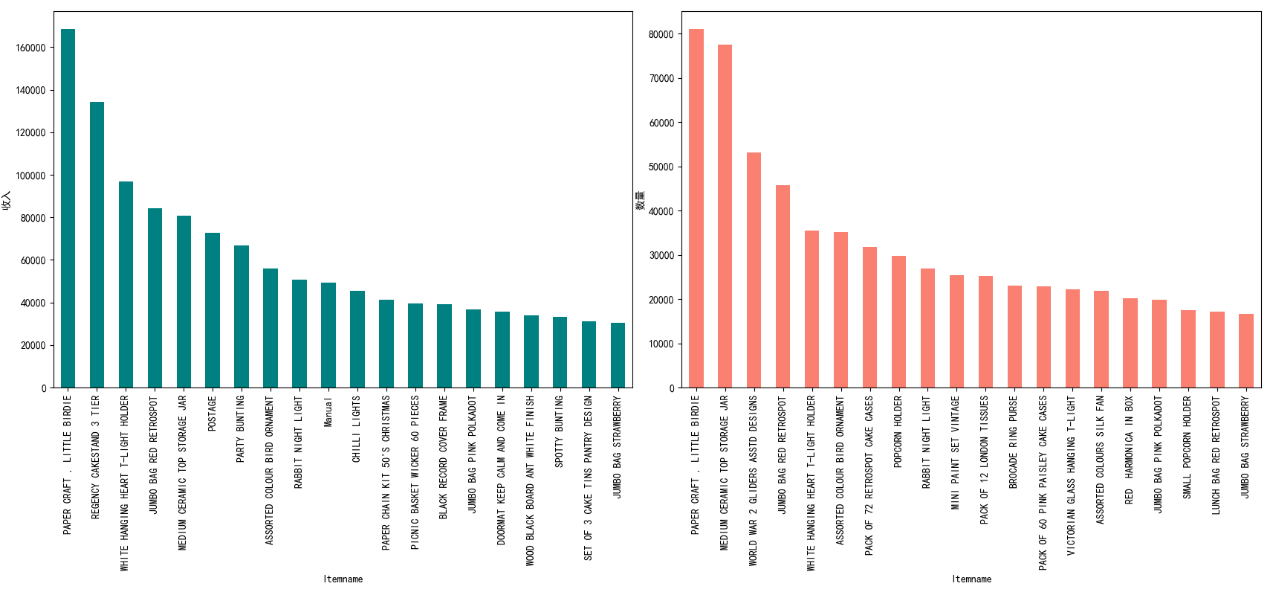 160000
140000
120000
100000
80000
60000
40000
20000
0
收入
PAPER CRAFT , LITTLE BIRDIE
REGENCY CAKESTAND 3 TIER
WHITE HANGING HEART T-LIGHT HOLDER
JUMBO BAG RED RETROSPOT
MEDIUM CERAMIC TOP STORAGE JAR
POSTAGE
PARTY BUNTING
ASSORTED COLOUR BIRD ORNAMENT
RABBIT NIGHT LIGHT
Manual
CHILLI LIGHTS
PAPER CHAIN KIT 50'S CHRISTMAS
PICNIC BASKET WICKER 60 PIECES
BLACK RECORD COVER FRAME
JUMBO BAG PINK POLKADOT
DOORMAT KEEP CALM AND COME IN
WOOD BLACK BOARD ANT WHITE FINISH
SPOTTY BUNTING
SET OF 3 CAKE TINS PANTRY DESIGN
JUMBO BAG STRAWBERRY
Itemname
80000
70000
60000
50000
40000
30000
20000
10000
0
数量
PAPER CRAFT , LITTLE BIRDIE
MEDIUM CERAMIC TOP STORAGE JAR
WORLD WAR 2 GLIDERS ASSTD DESIGNS
JUMBO BAG RED RETROSPOT
WHITE HANGING HEART T-LIGHT HOLDER
ASSORTED COLOUR BIRD ORNAMENT
PACK OF 72 RETROSPOT CAKE CASES
POPCORN HOLDER
RABBIT NIGHT LIGHT
MINI PAINT SET VINTAGE
PACK OF 12 LONDON TISSUES
BROCADE RING PURSE
PACK OF 60 PINK PAISLEY CAKE CASES
VICTORIAN GLASS HANGING T-LIGHT
ASSORTED COLOURS SILK FAN
RED  HARMONICA IN BOX
JUMBO BAG PINK POLKADOT
SMALL POPCORN HOLDER
LUNCH BAG RED RETROSPOT
JUMBO BAG STRAWBERRY
Itemname